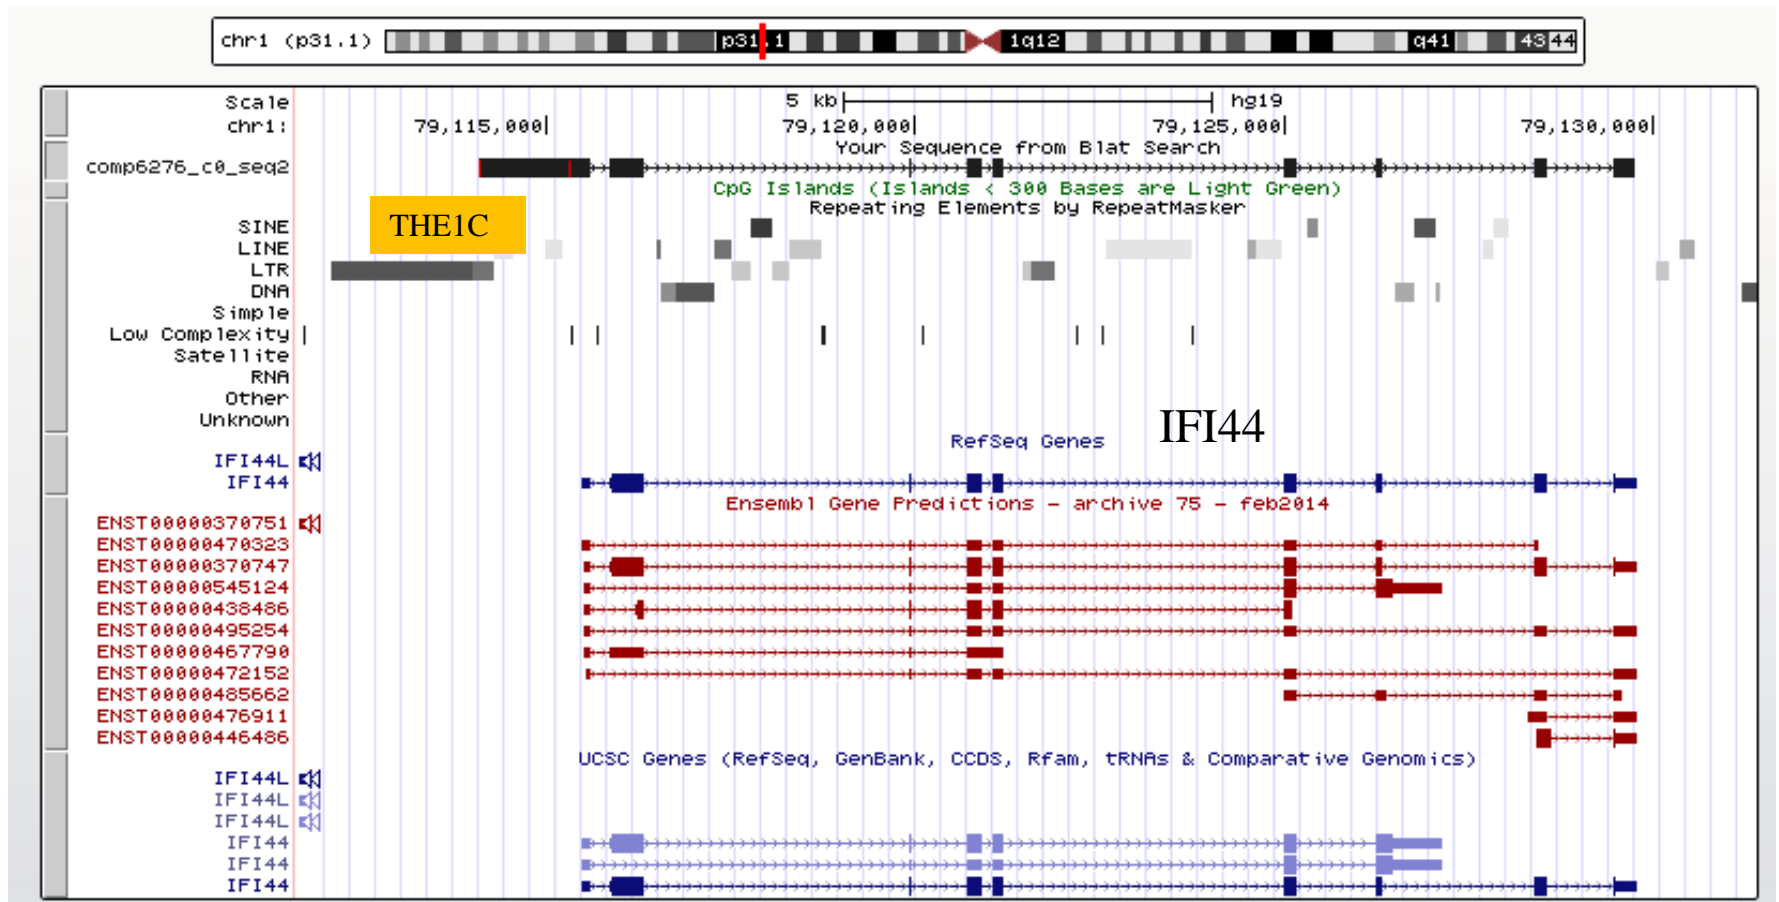 chr1 (p31.1) p31.1 1q12 q41 43 44
Scale 5 kb hg19
chr1: 79,115,000| 79,120,000| 79,125,000| 79,130,000|
Your Sequence from Blat Search
comp6276_c0_seq2
CpG Islands (Islands < 300 Bases are Light Green)
Repeating Elements by RepeatMasker
THE1C
SINE
LINE
LTR
DNA
Simple
Low Complexity
Satellite
RNA
Other
Unknown
IFI44
RefSeq Genes
IFI44L
IFI44
Ensembl Gene Predictions - archive 75 - feb2014
ENST00000370751
ENST00000470323
ENST00000370747
ENST00000545124
ENST00000438486
ENST00000495254
ENST00000467790
ENST00000472152
ENST00000485662
ENST00000476911
ENST00000446486
UCSC Genes (RefSeq, GenBank, CCDS, Rfam, tRNAs & Comparative Genomics)
IFI44L
IFI44L
IFI44L
IFI44
IFI44
IFI44